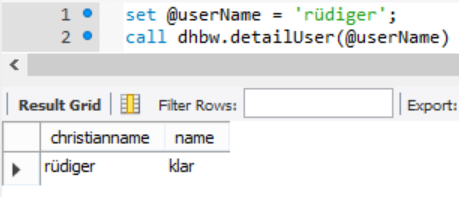 1 set @userName = 'rüdiger';
2 call dhbw.detailUser(@userName)
Result Grid Filter Rows: Export:
christianname name
rüdiger klar